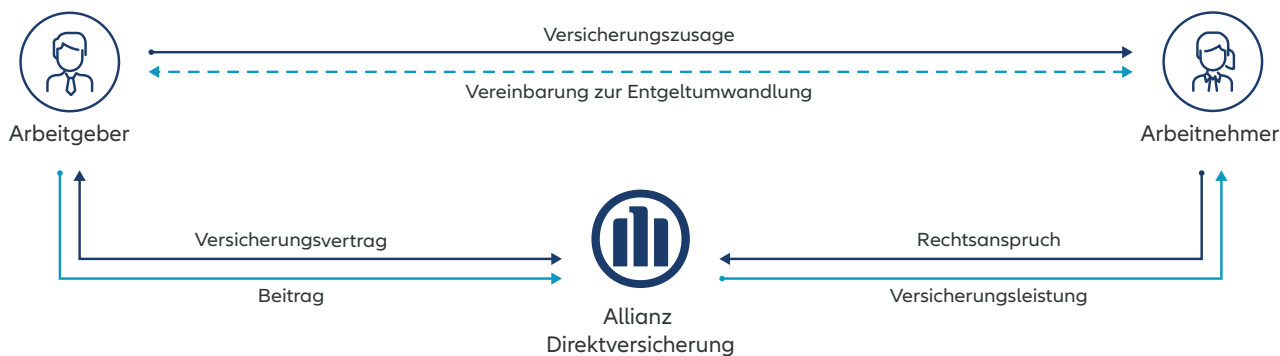 Versicherungszusage
Vereinbarung zur Entgeltumwandlung
Arbeitgeber
Arbeitnehmer
Versicherungsvertrag
Rechtsanspruch
Beitrag
Versicherungsleistung
Allianz
Direktversicherung